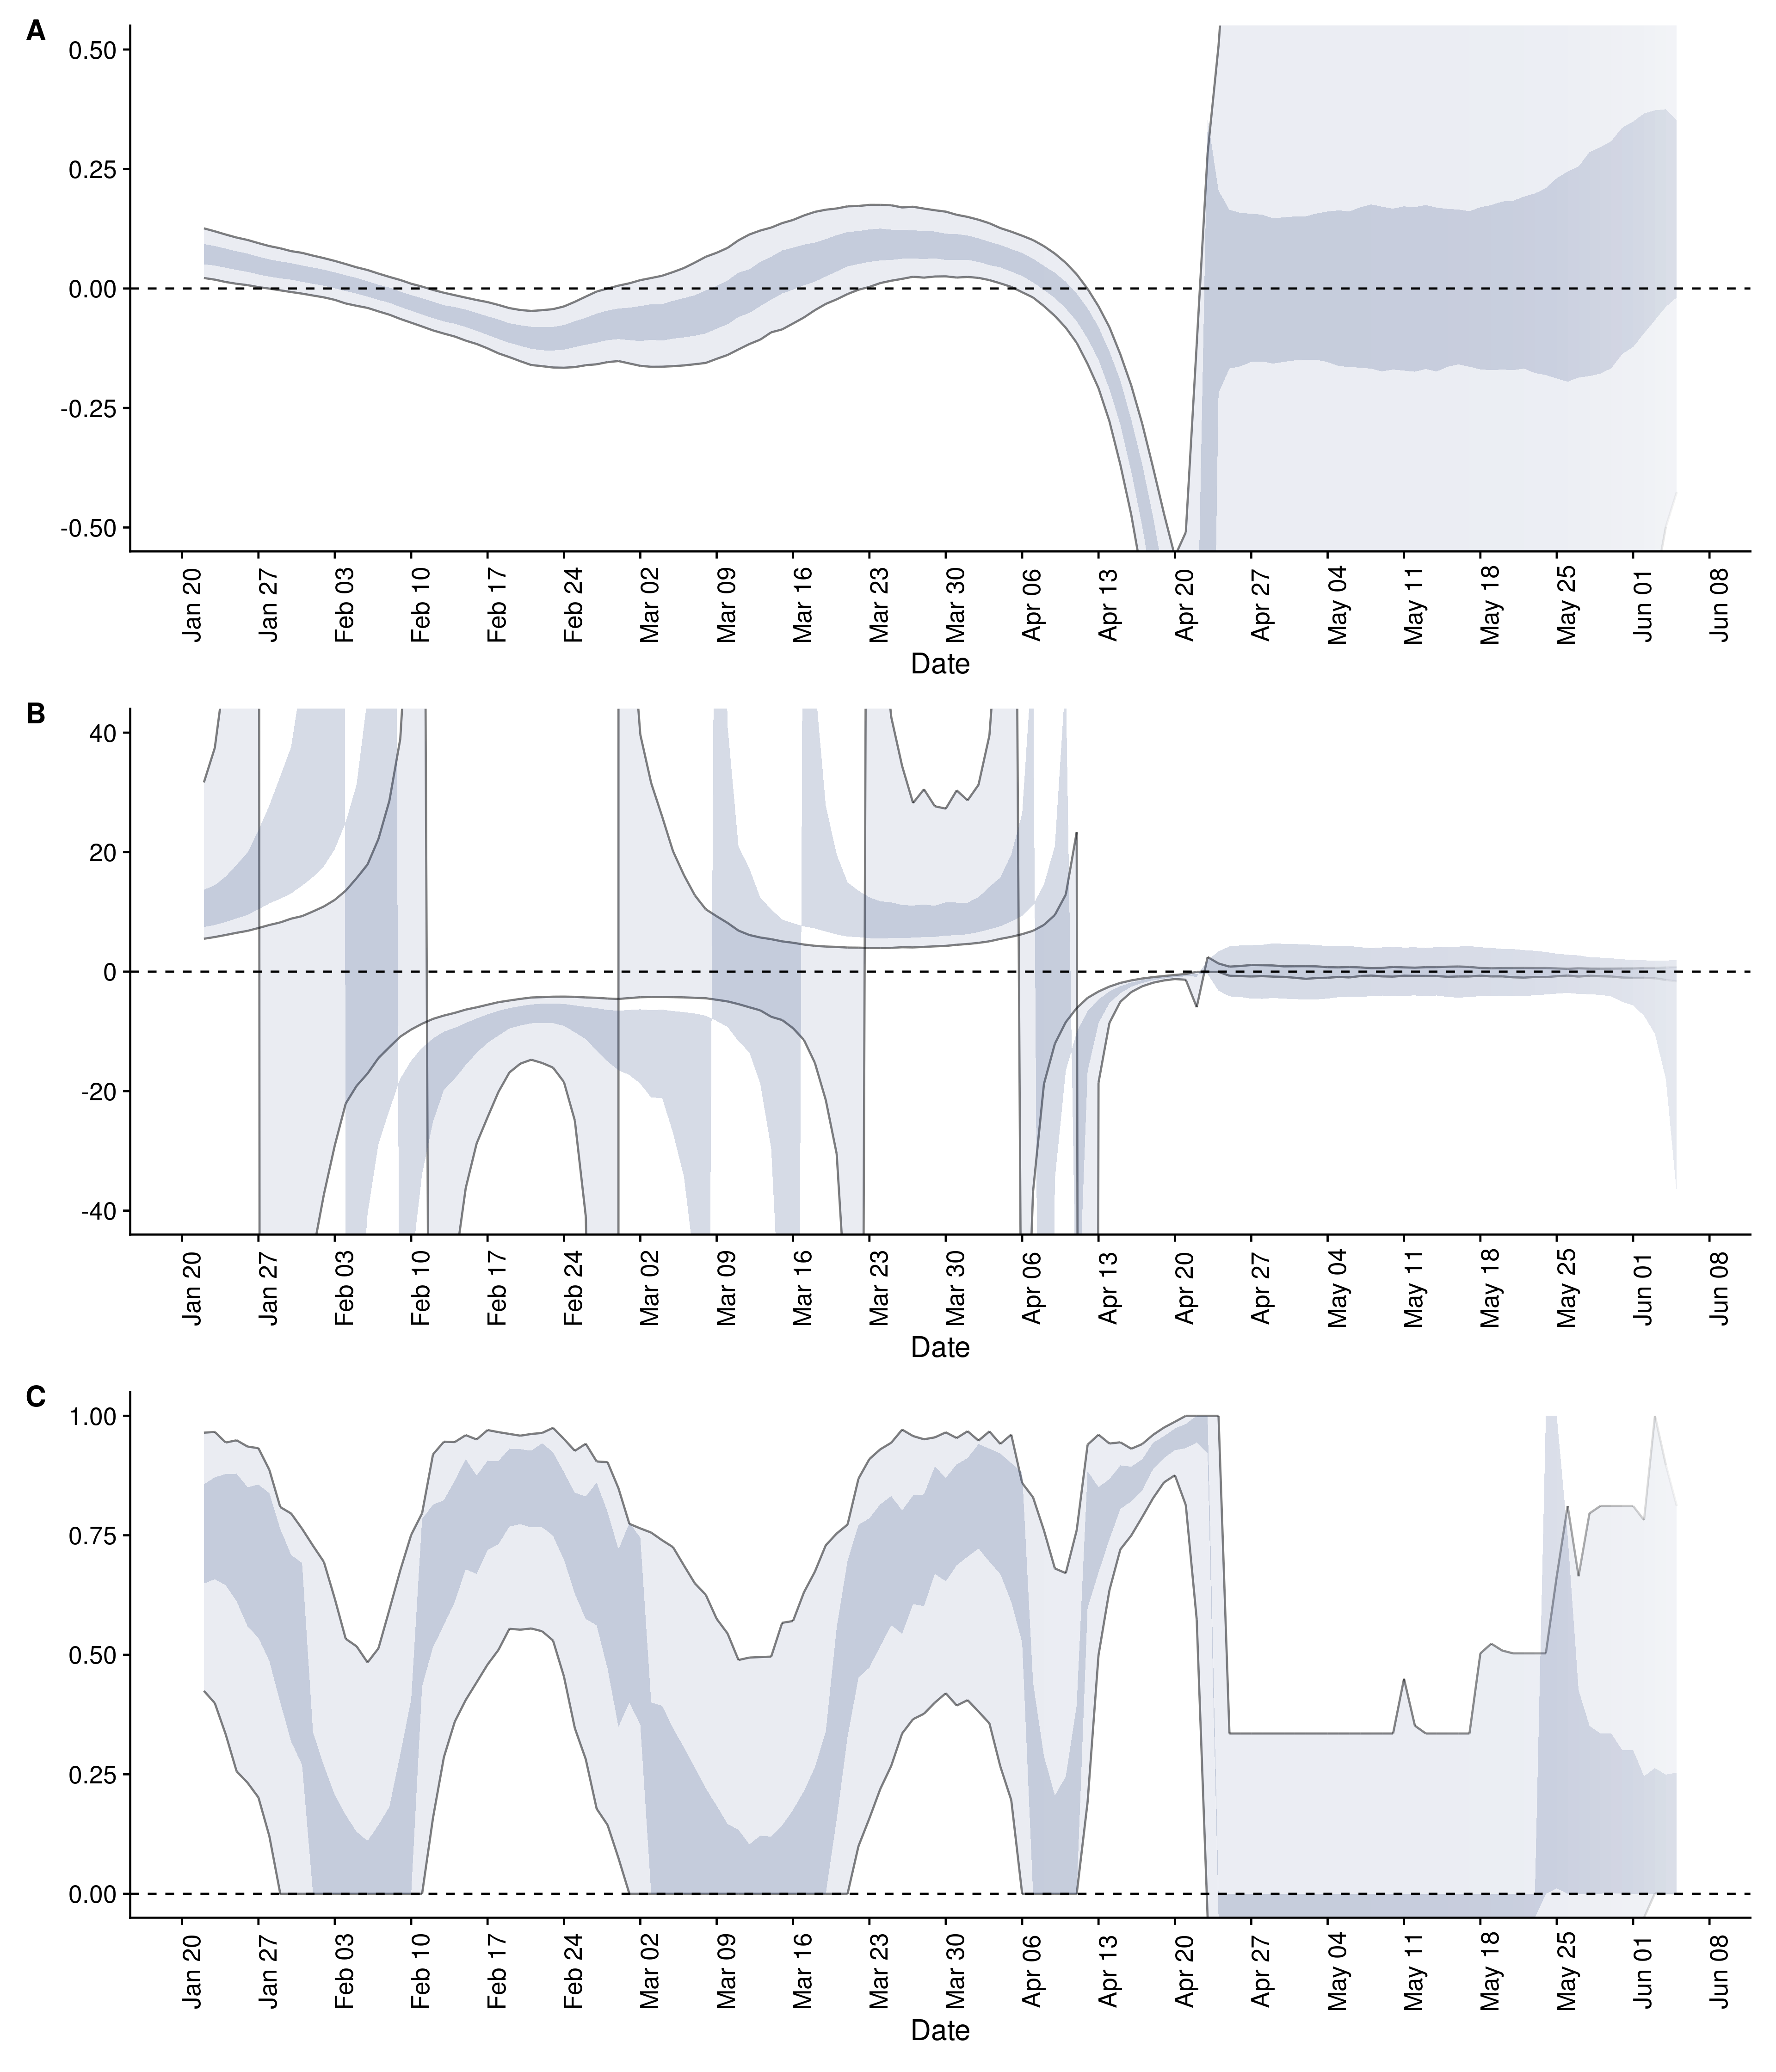 A
0.50
0.25
0.00
-0.25
-0.50
Jan 20
Jan 27
Feb 03
Feb 10
Feb 17
Feb 24
Mar 02
Mar 09
Mar 16
Mar 23
Mar 30
Apr 06
Apr 13
Apr 20
Apr 27
May 04
May 11
May 18
May 25
Jun 01
Jun 08
Date
B
40
20
0
-20
-40
Jan 20
Jan 27
Feb 03
Feb 10
Feb 17
Feb 24
Mar 02
Mar 09
Mar 16
Mar 23
Mar 30
Apr 06
Apr 13
Apr 20
Apr 27
May 04
May 11
May 18
May 25
Jun 01
Jun 08
Date
C
1.00
0.75
0.50
0.25
0.00
Jan 20
Jan 27
Feb 03
Feb 10
Feb 17
Feb 24
Mar 02
Mar 09
Mar 16
Mar 23
Mar 30
Apr 06
Apr 13
Apr 20
Apr 27
May 04
May 11
May 18
May 25
Jun 01
Jun 08
Date